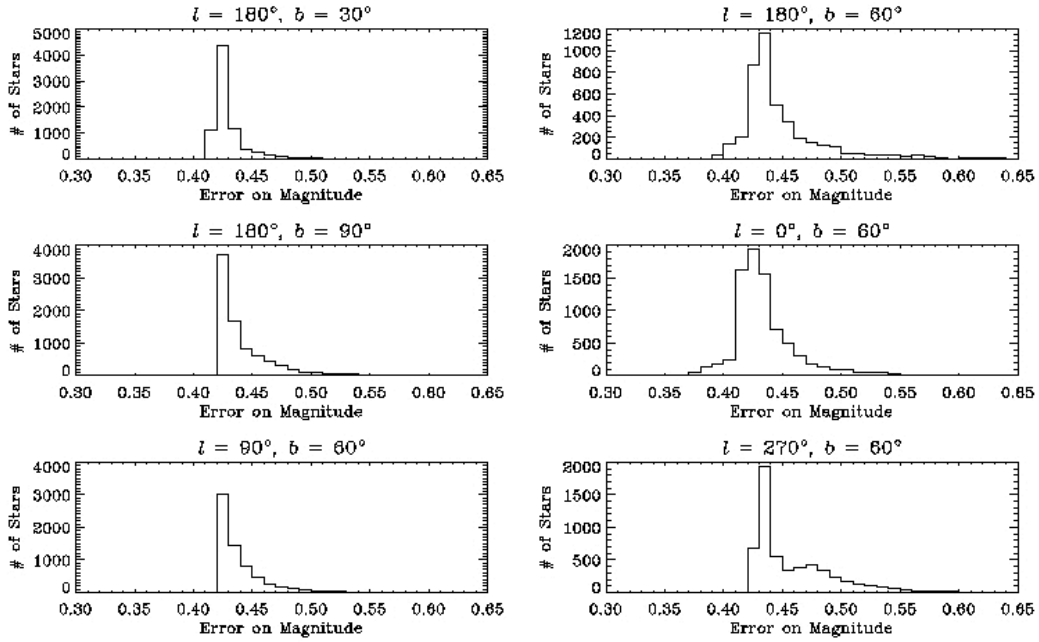 l = 180°, b = 30°
# of Stars
5000
4000
3000
2000
1000
0
0.30 0.35 0.40 0.45 0.50 0.55 0.60 0.65
Error on Magnitude
l = 180°, b = 60°
# of Stars
1200
1000
800
600
400
200
0
0.30 0.35 0.40 0.45 0.50 0.55 0.60 0.65
Error on Magnitude
l = 180°, b = 90°
# of Stars
4000
3000
2000
1000
0
0.30 0.35 0.40 0.45 0.50 0.55 0.60 0.65
Error on Magnitude
l = 0°, b = 60°
# of Stars
2000
1500
1000
500
0
0.30 0.35 0.40 0.45 0.50 0.55 0.60 0.65
Error on Magnitude
l = 90°, b = 60°
# of Stars
4000
3000
2000
1000
0
0.30 0.35 0.40 0.45 0.50 0.55 0.60 0.65
Error on Magnitude
l = 270°, b = 60°
# of Stars
2000
1500
1000
500
0
0.30 0.35 0.40 0.45 0.50 0.55 0.60 0.65
Error on Magnitude